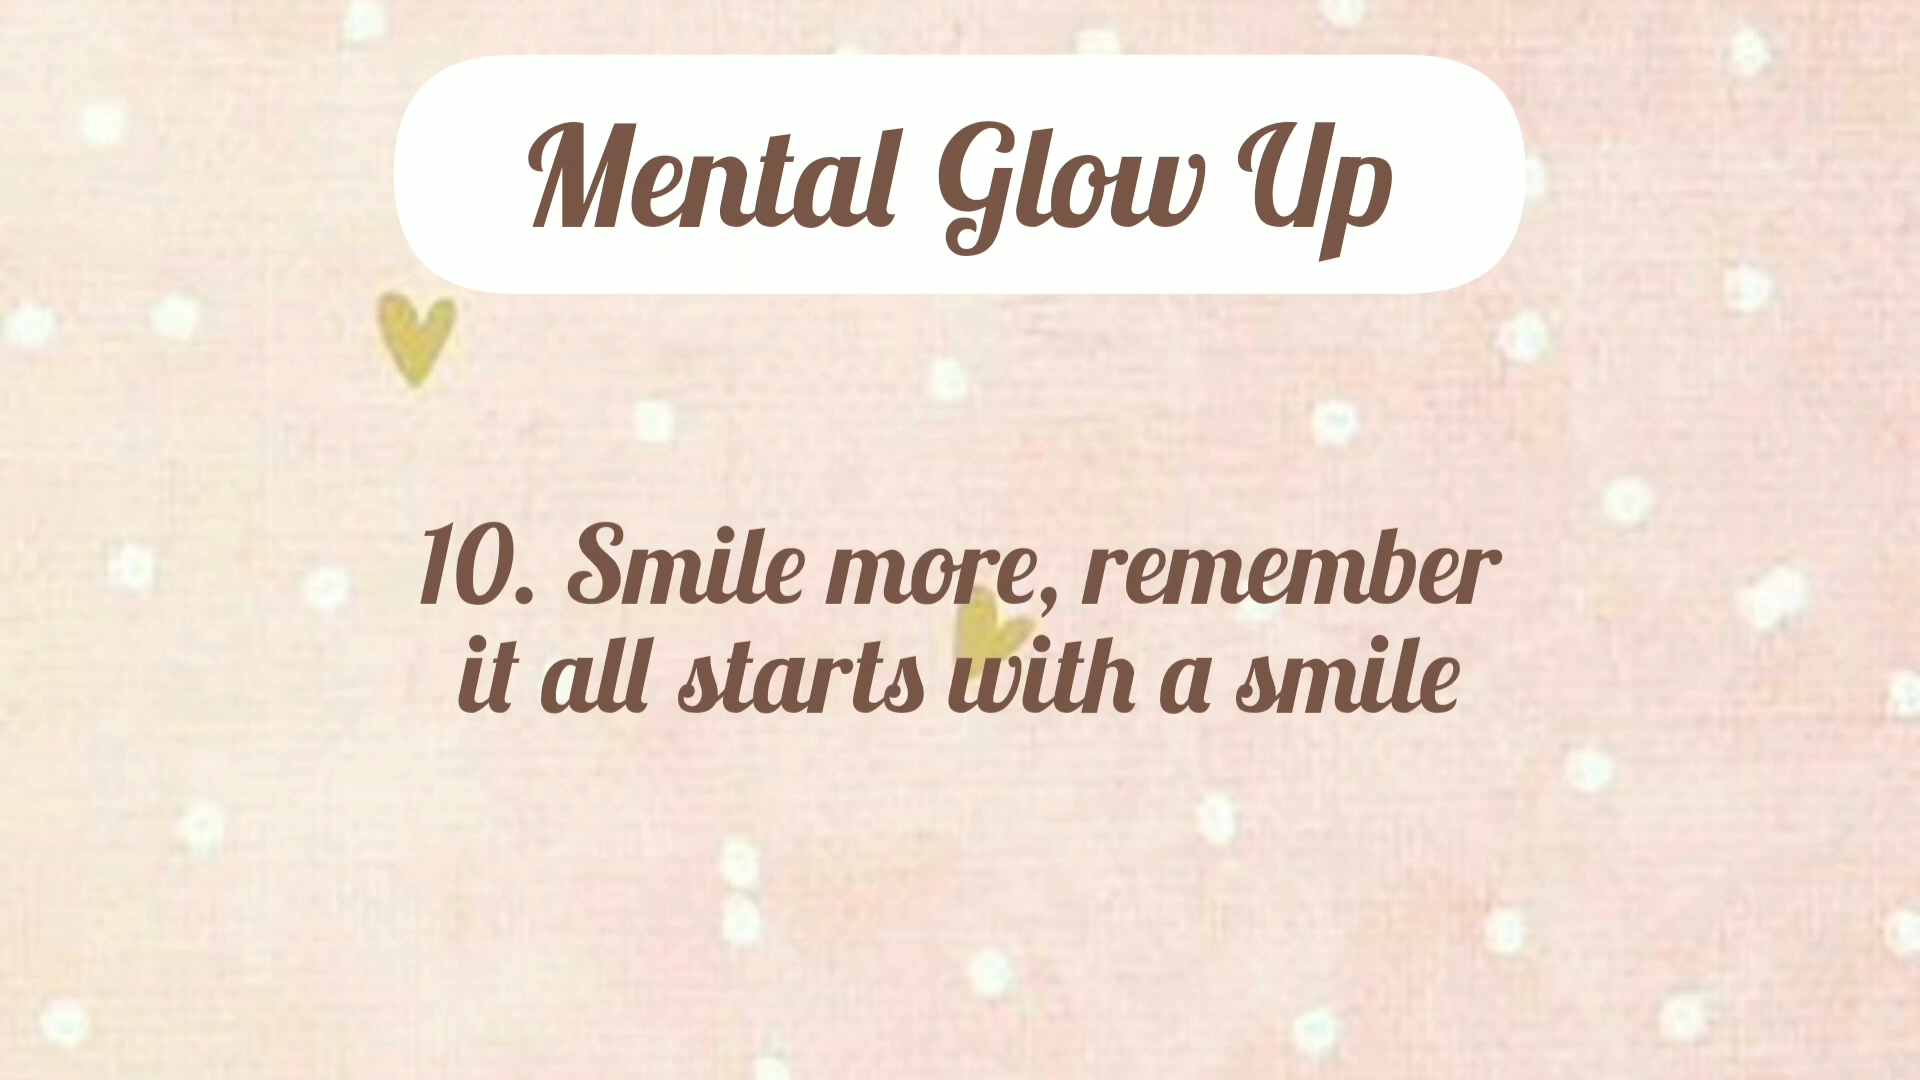 Mental Glow Up
10. Smile more, remember
it all starts with a smile